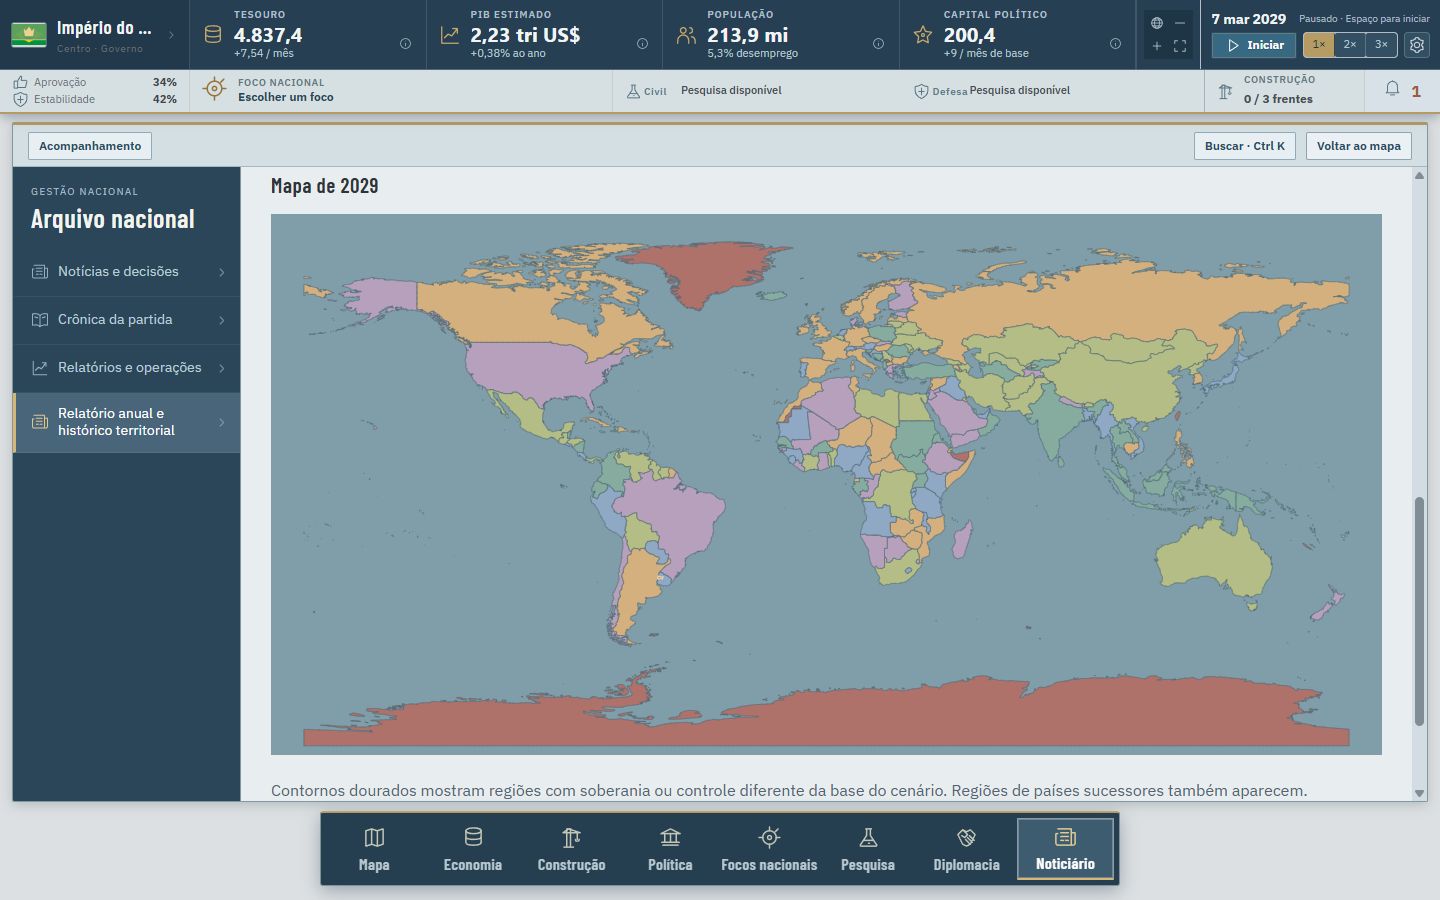 Império do ...
Centro · Governo
TESOURO
4.837,4
+7,54 / mês
PIB ESTIMADO
2,23 tri US$
+0,38% ao ano
POPULAÇÃO
213,9 mi
5,3% desemprego
CAPITAL POLÍTICO
200,4
+9 / mês de base
7 mar 2029
Pausado · Espaço para iniciar
Iniciar
1×
2×
3×
Aprovação 34%
Estabilidade 42%
FOCO NACIONAL
Escolher um foco
Civil Pesquisa disponível
Defesa Pesquisa disponível
CONSTRUÇÃO
0 / 3 frentes
1
Acompanhamento
Buscar · Ctrl K
Voltar ao mapa
GESTÃO NACIONAL
Arquivo nacional
Notícias e decisões
Crônica da partida
Relatórios e operações
Relatório anual e
histórico territorial
Mapa de 2029
Contornos dourados mostram regiões com soberania ou controle diferente da base do cenário. Regiões de países sucessores também aparecem.
Mapa
Economia
Construção
Política
Focos nacionais
Pesquisa
Diplomacia
Noticiário